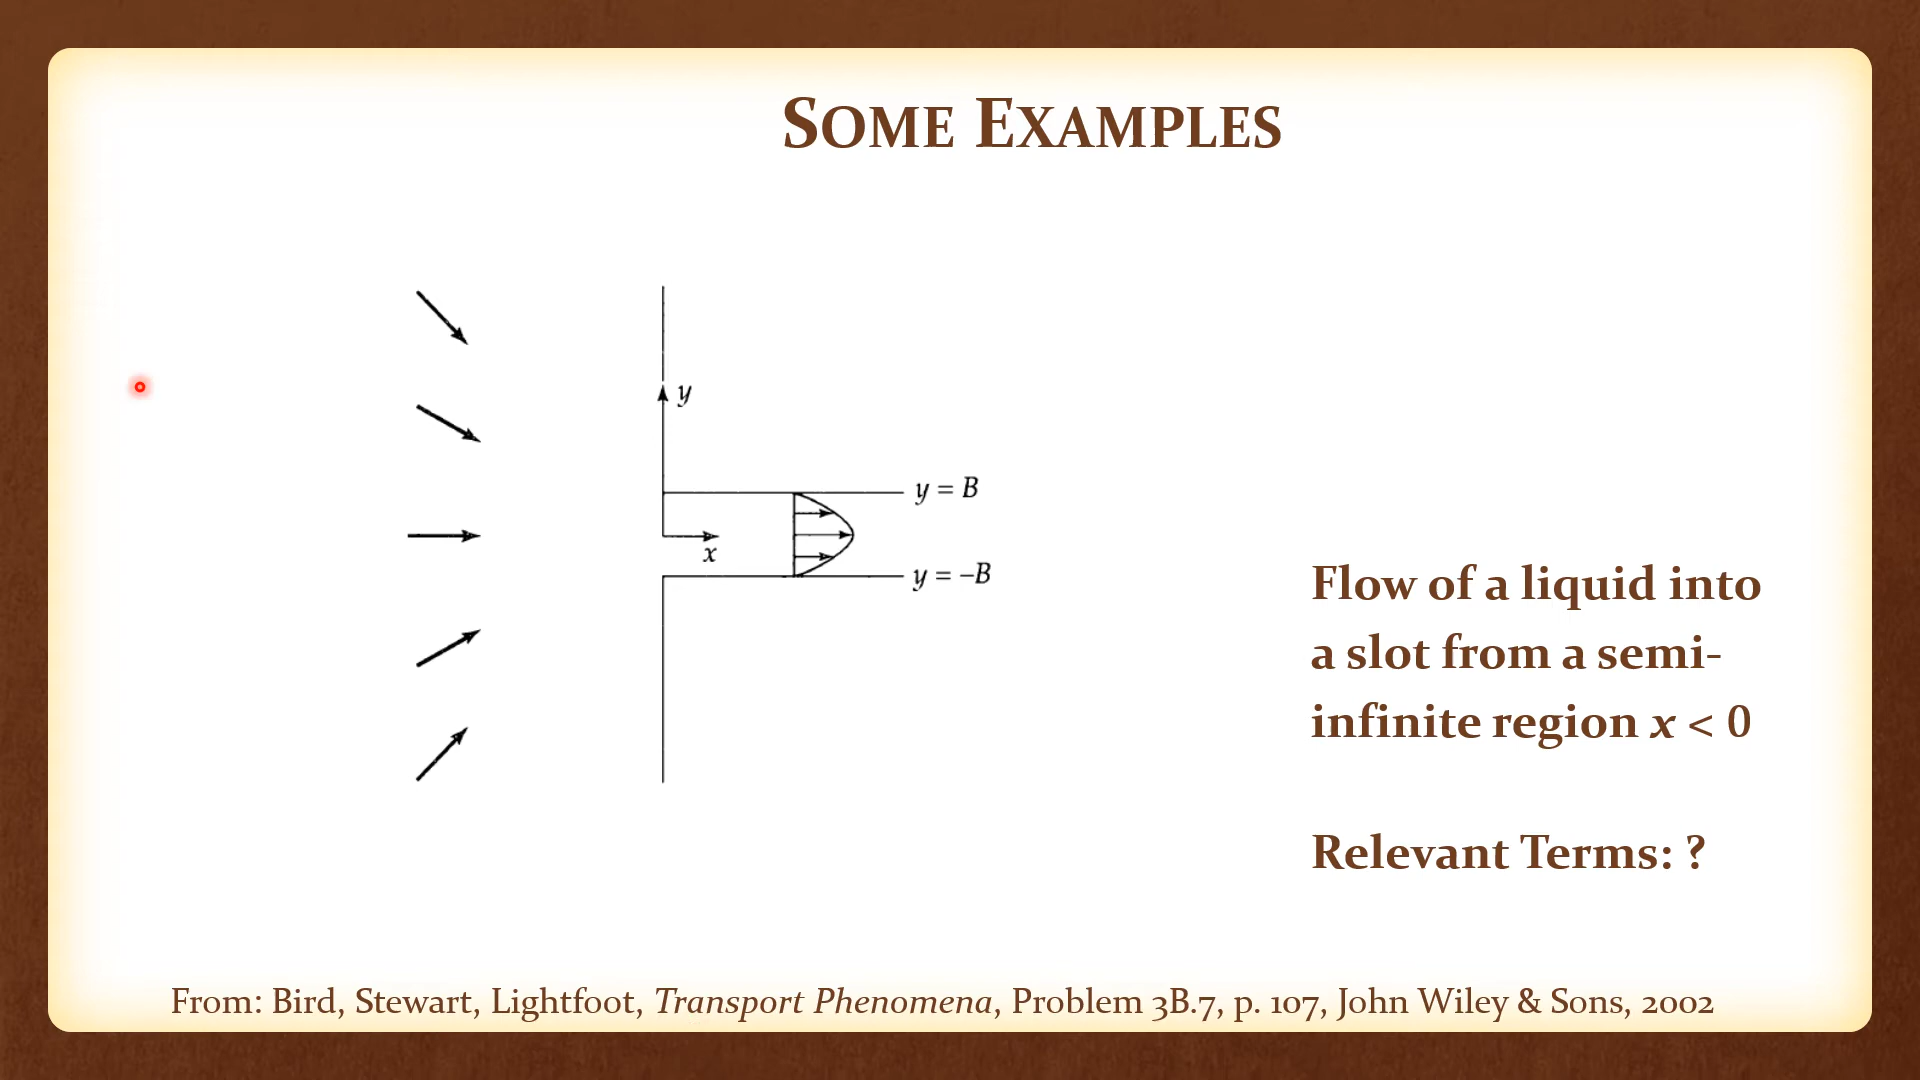 Some Examples
y
y = B
x
y = –B
Flow of a liquid into
a slot from a semi-
infinite region x < 0
Relevant Terms: ?
From: Bird, Stewart, Lightfoot, Transport Phenomena, Problem 3B.7, p. 107, John Wiley & Sons, 2002